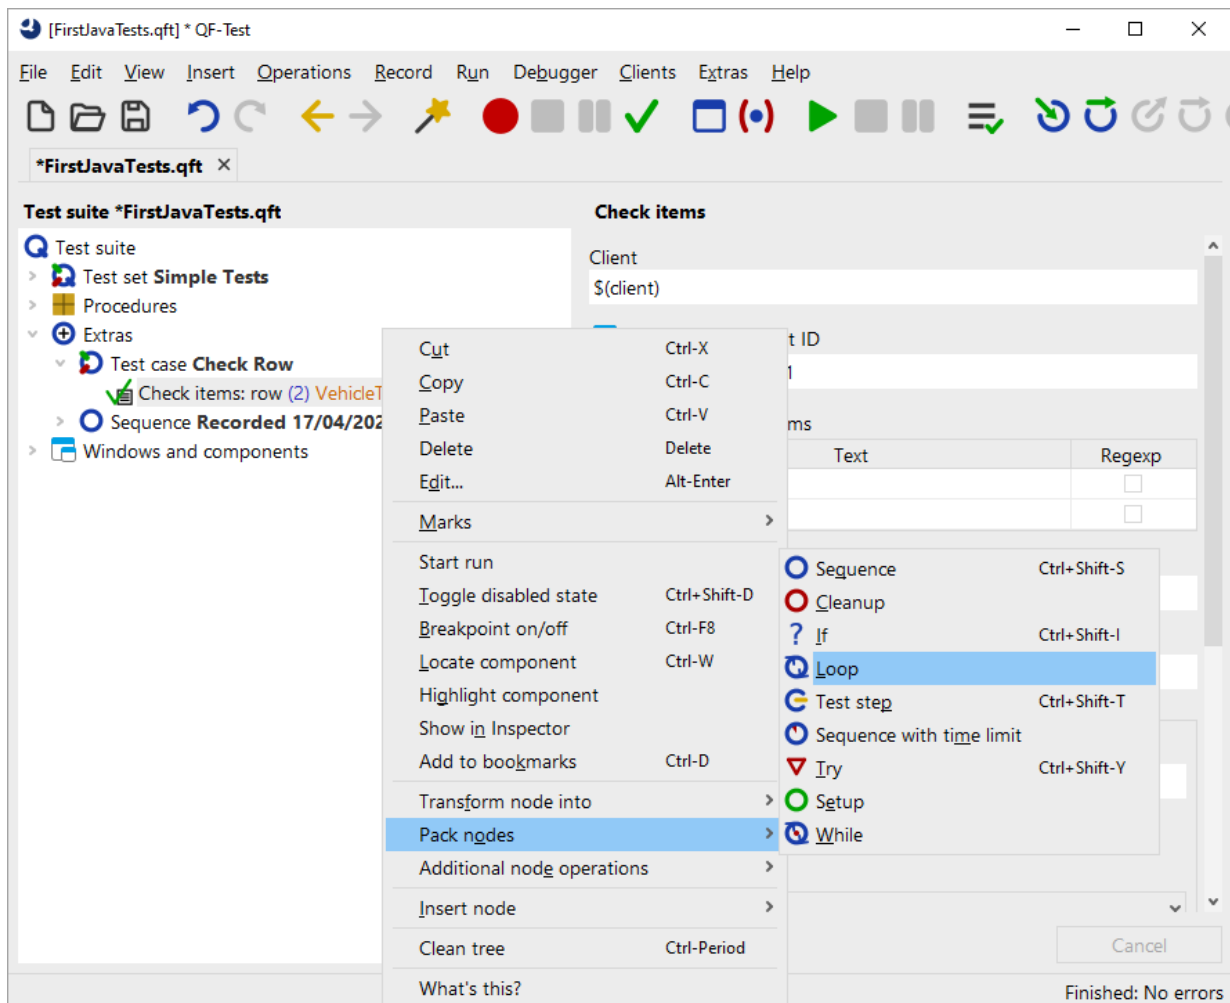 [FirstJavaTests.qft] * QF-Test
File Edit View Insert Operations Record Run Debugger Clients Extras Help
*FirstJavaTests.qft
Test suite *FirstJavaTests.qft
Test suite
Test set Simple Tests
Procedures
Extras
Test case Check Row
Check items: row (2) VehicleT
Sequence Recorded 17/04/202
Windows and components
Check items
Client
$(client)
t ID
1
ms
Text Regexp
Cut Ctrl-X
Copy Ctrl-C
Paste Ctrl-V
Delete Delete
Edit... Alt-Enter
Marks
Start run
Toggle disabled state Ctrl+Shift-D
Breakpoint on/off Ctrl-F8
Locate component Ctrl-W
Highlight component
Show in Inspector
Add to bookmarks Ctrl-D
Transform node into
Pack nodes
Additional node operations
Insert node
Clean tree Ctrl-Period
What's this?
Sequence Ctrl+Shift-S
Cleanup
If Ctrl+Shift-I
Loop
Test step Ctrl+Shift-T
Sequence with time limit
Try Ctrl+Shift-Y
Setup
While
Cancel
Finished: No errors